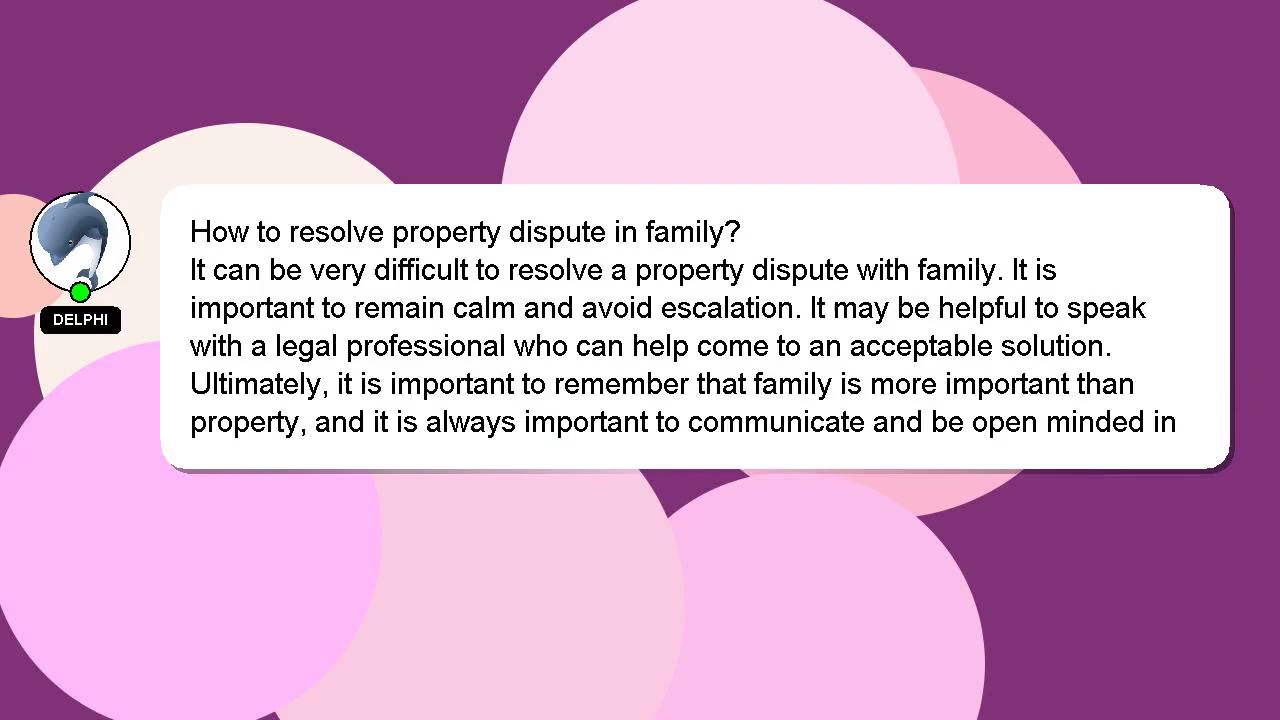 How to resolve property dispute in family?
It can be very difficult to resolve a property dispute with family. It is
important to remain calm and avoid escalation. It may be helpful to speak
with a legal professional who can help come to an acceptable solution.
Ultimately, it is important to remember that family is more important than
property, and it is always important to communicate and be open minded in
DELPHI